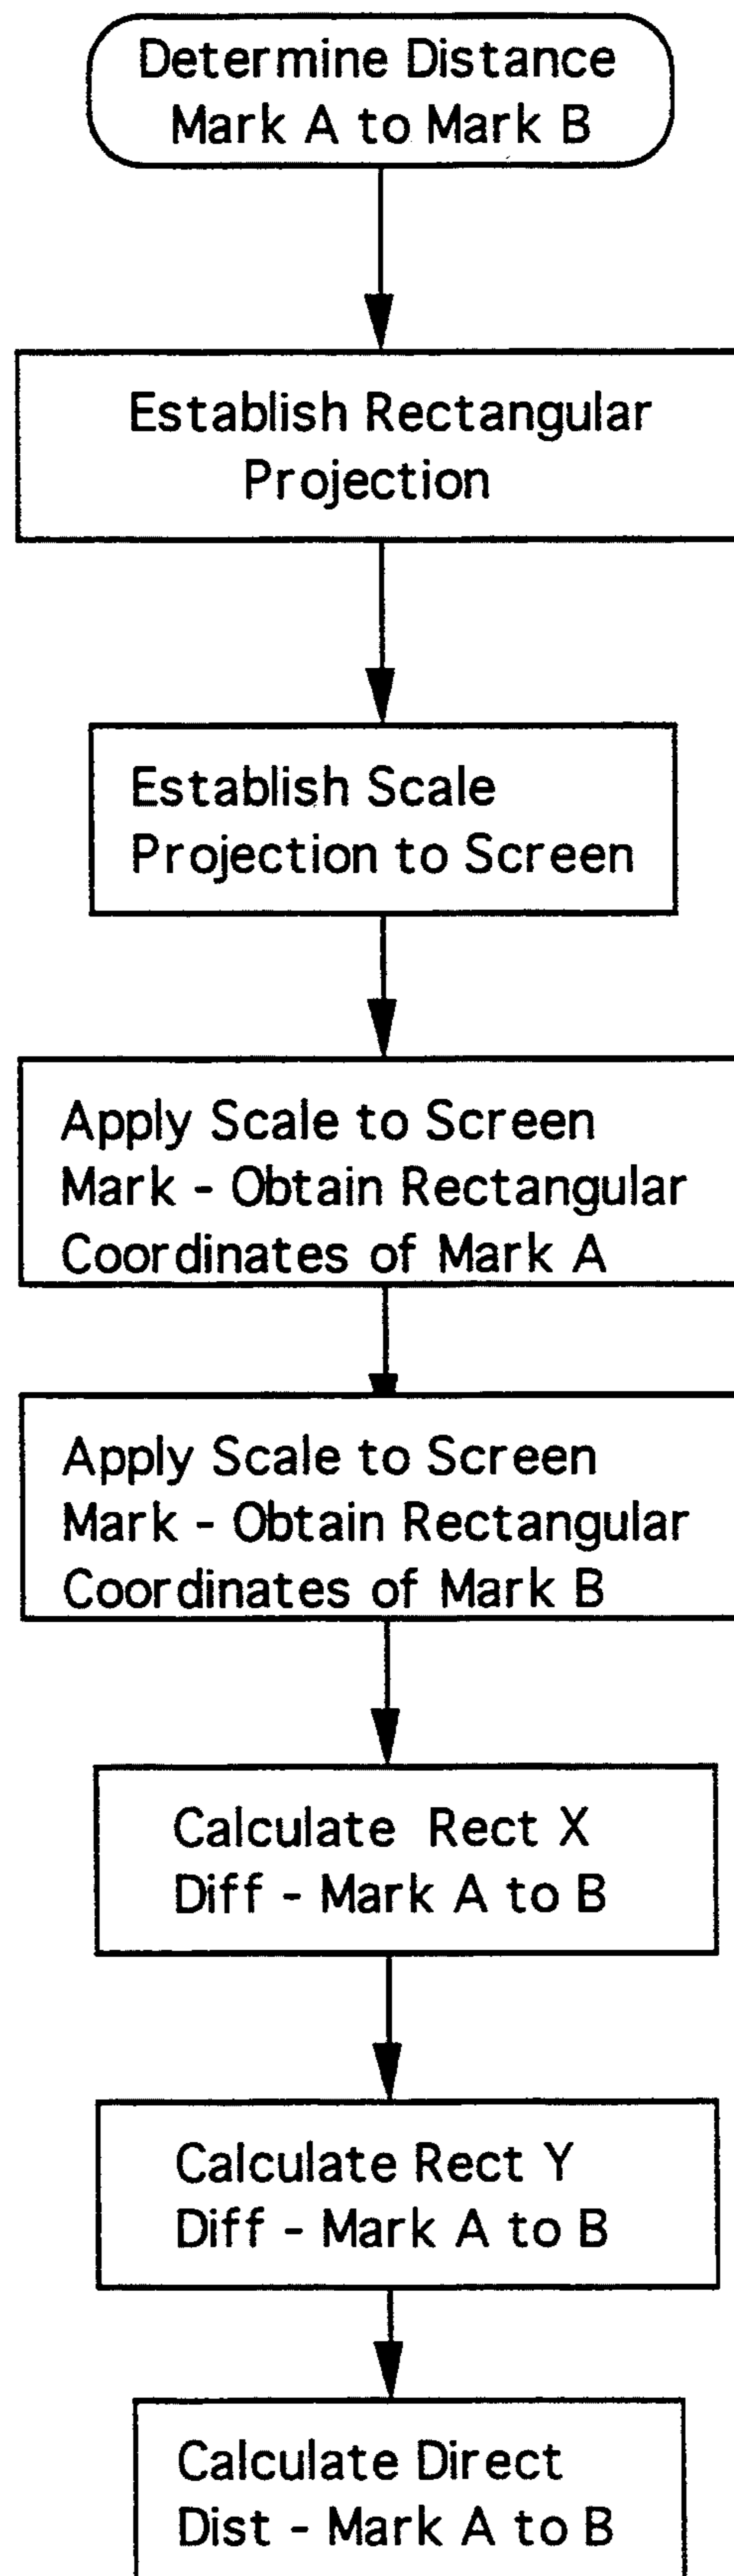 Determine Distance
Mark A to Mark B
Establish Rectangular
Projection
Establish Scale
Projection to Screen
Apply Scale to Screen
Mark - Obtain Rectangular
Coordinates of Mark A
Apply Scale to Screen
Mark - Obtain Rectangular
Coordinates of Mark B
Calculate Rect X
Diff - Mark A to B
Calculate Rect Y
Diff - Mark A to B
Calculate Direct
Dist - Mark A to B